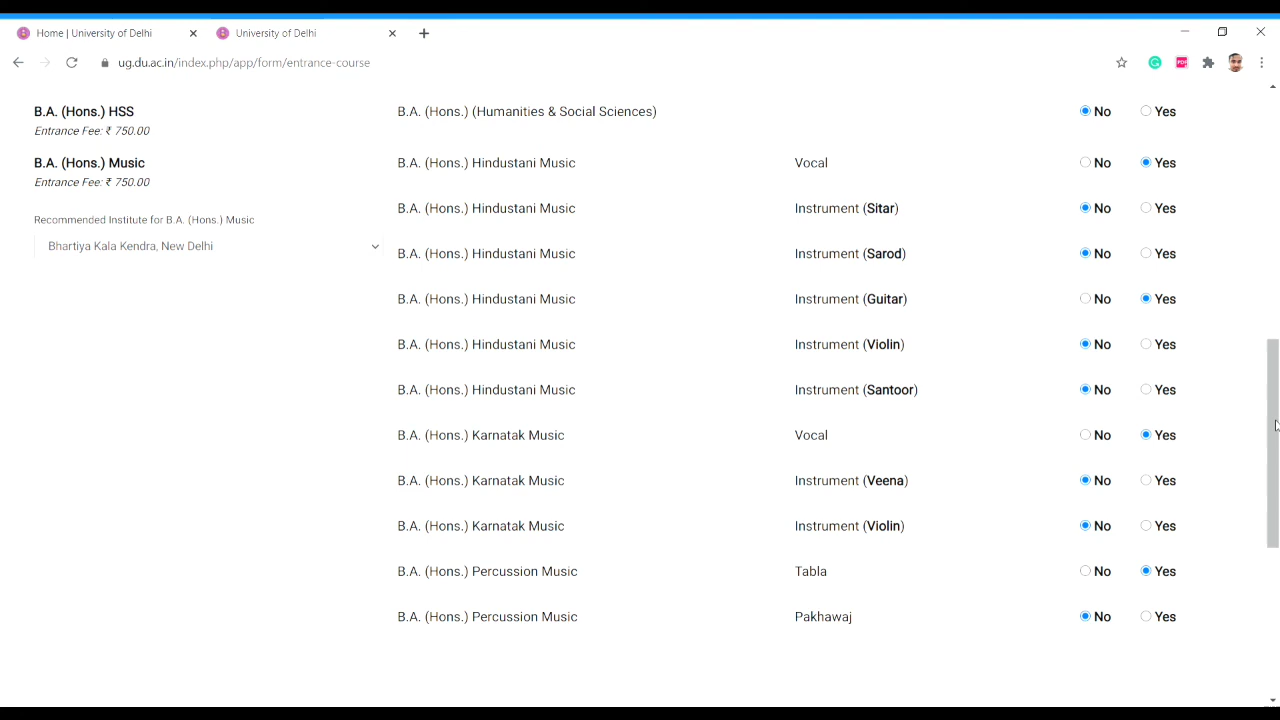 Home | University of Delhi
University of Delhi
ug.du.ac.in/index.php/app/form/entrance-course
PDF
B.A. (Hons.) HSS B.A. (Hons.) (Humanities & Social Sciences) No Yes
Entrance Fee: ₹ 750.00
B.A. (Hons.) Music B.A. (Hons.) Hindustani Music Vocal No Yes
Entrance Fee: ₹ 750.00
B.A. (Hons.) Hindustani Music Instrument (Sitar) No Yes
Recommended Institute for B.A. (Hons.) Music
Bhartiya Kala Kendra, New Delhi
B.A. (Hons.) Hindustani Music Instrument (Sarod) No Yes
B.A. (Hons.) Hindustani Music Instrument (Guitar) No Yes
B.A. (Hons.) Hindustani Music Instrument (Violin) No Yes
B.A. (Hons.) Hindustani Music Instrument (Santoor) No Yes
B.A. (Hons.) Karnatak Music Vocal No Yes
B.A. (Hons.) Karnatak Music Instrument (Veena) No Yes
B.A. (Hons.) Karnatak Music Instrument (Violin) No Yes
B.A. (Hons.) Percussion Music Tabla No Yes
B.A. (Hons.) Percussion Music Pakhawaj No Yes